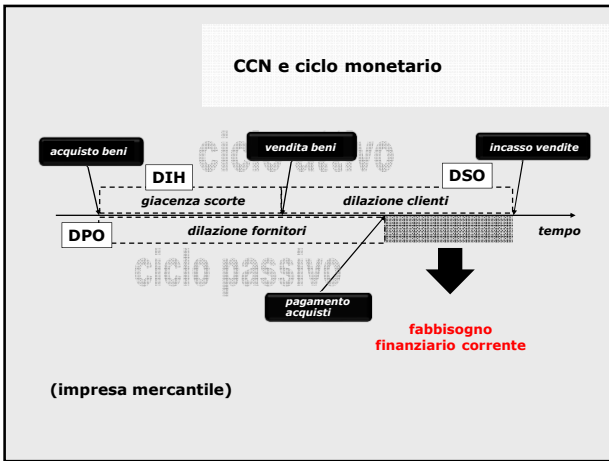 CCN e ciclo monetario
ciclo attivo
acquisto beni
vendita beni
incasso vendite
DIH
DSO
giacenza scorte
dilazione clienti
DPO
dilazione fornitori
tempo
ciclo passivo
pagamento
acquisti
fabbisogno
finanziario corrente
(impresa mercantile)